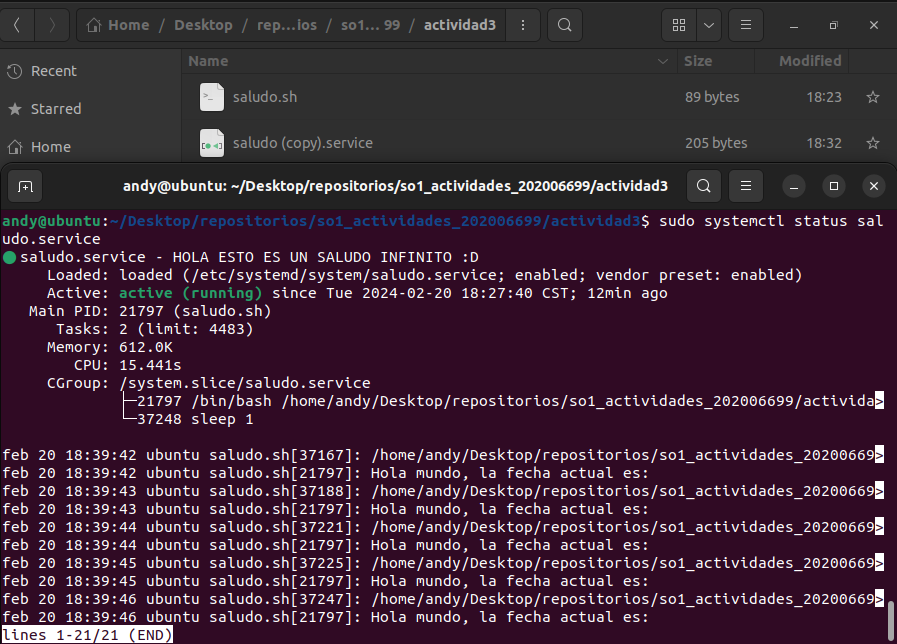 Home / Desktop / rep...ios / so1... 99 / actividad3
Recent
Starred
Home
Name Size Modified
saludo.sh 89 bytes 18:23
saludo (copy).service 205 bytes 18:32
andy@ubuntu: ~/Desktop/repositorios/so1_actividades_202006699/actividad3
andy@ubuntu:~/Desktop/repositorios/so1_actividades_202006699/actividad3$ sudo systemctl status sal
udo.service
saludo.service - HOLA ESTO ES UN SALUDO INFINITO :D
Loaded: loaded (/etc/systemd/system/saludo.service; enabled; vendor preset: enabled)
Active: active (running) since Tue 2024-02-20 18:27:40 CST; 12min ago
Main PID: 21797 (saludo.sh)
Tasks: 2 (limit: 4483)
Memory: 612.0K
CPU: 15.441s
CGroup: /system.slice/saludo.service
├─21797 /bin/bash /home/andy/Desktop/repositorios/so1_actividades_202006699/activida>
└─37248 sleep 1
feb 20 18:39:42 ubuntu saludo.sh[37167]: /home/andy/Desktop/repositorios/so1_actividades_20200669>
feb 20 18:39:42 ubuntu saludo.sh[21797]: Hola mundo, la fecha actual es:
feb 20 18:39:43 ubuntu saludo.sh[37188]: /home/andy/Desktop/repositorios/so1_actividades_20200669>
feb 20 18:39:43 ubuntu saludo.sh[21797]: Hola mundo, la fecha actual es:
feb 20 18:39:44 ubuntu saludo.sh[37221]: /home/andy/Desktop/repositorios/so1_actividades_20200669>
feb 20 18:39:44 ubuntu saludo.sh[21797]: Hola mundo, la fecha actual es:
feb 20 18:39:45 ubuntu saludo.sh[37225]: /home/andy/Desktop/repositorios/so1_actividades_20200669>
feb 20 18:39:45 ubuntu saludo.sh[21797]: Hola mundo, la fecha actual es:
feb 20 18:39:46 ubuntu saludo.sh[37247]: /home/andy/Desktop/repositorios/so1_actividades_20200669>
feb 20 18:39:46 ubuntu saludo.sh[21797]: Hola mundo, la fecha actual es:
lines 1-21/21 (END)